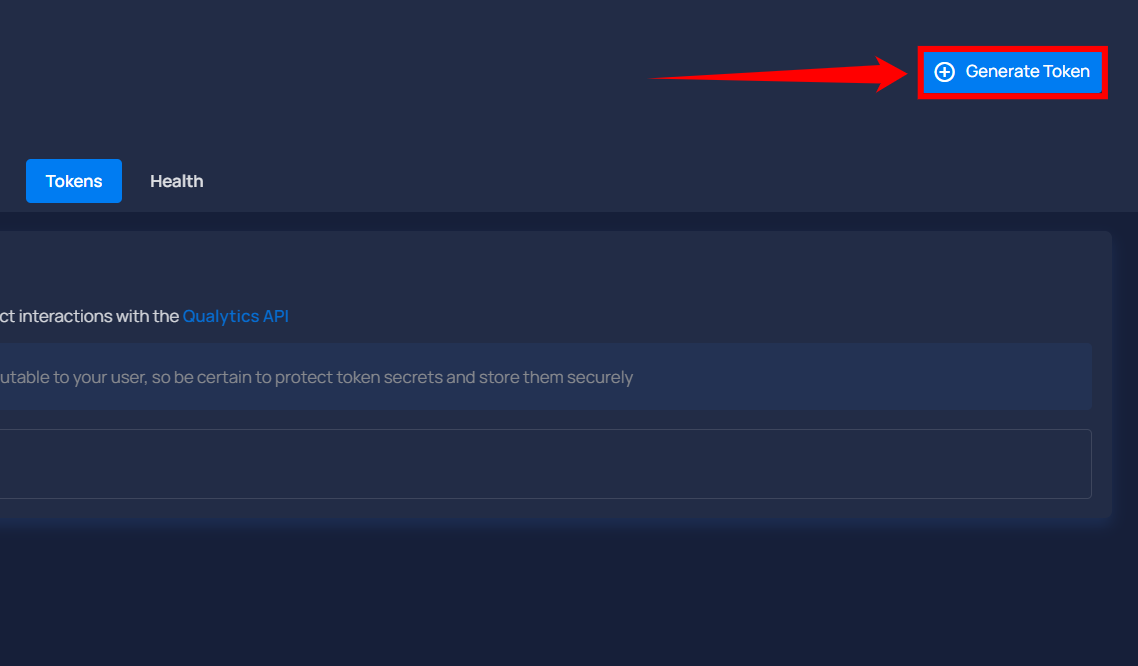 Generate Token
Tokens Health
ct interactions with the Qualytics API
utable to your user, so be certain to protect token secrets and store them securely